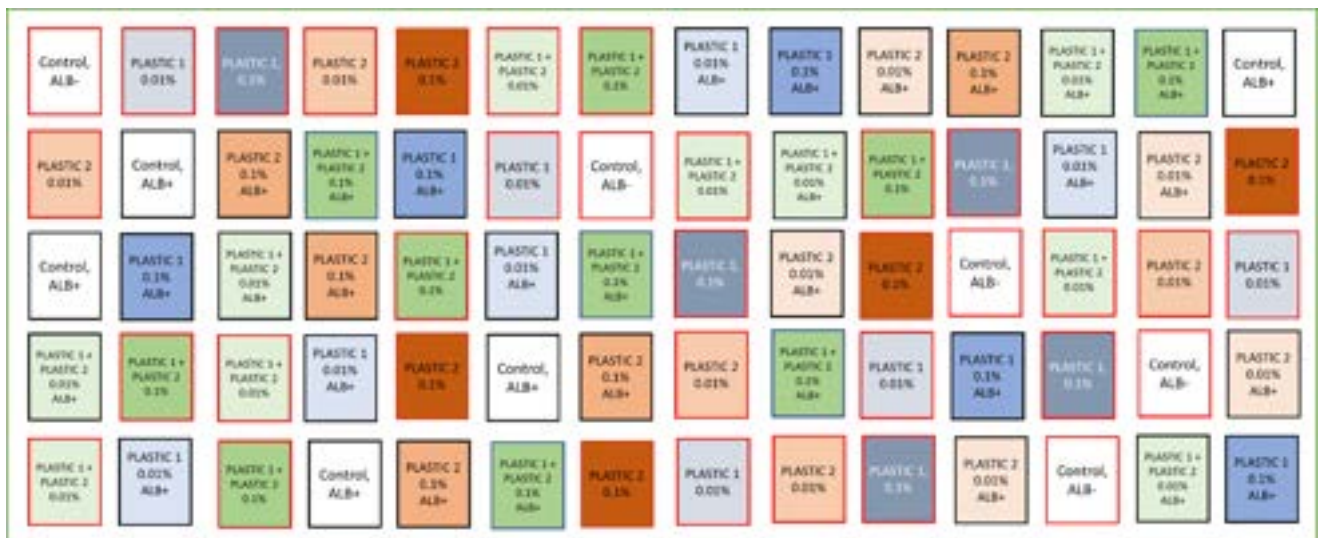 Control,
ALB-
PLASTIC 1
0.01%
PLASTIC 1,
0.1%
PLASTIC 2
0.01%
PLASTIC 2
0.1%
PLASTIC 1 +
PLASTIC 2
0.01%
PLASTIC 1 +
PLASTIC 2
0.1%
PLASTIC 1
0.01%
ALB+
PLASTIC 1
0.1%
ALB+
PLASTIC 2
0.01%
ALB+
PLASTIC 2
0.1%
ALB+
PLASTIC 1 +
PLASTIC 2
0.01%
ALB+
PLASTIC 1 +
PLASTIC 2
0.1%
ALB+
Control,
ALB+
PLASTIC 2
0.01%
Control,
ALB+
PLASTIC 2
0.1%
ALB+
PLASTIC 1 +
PLASTIC 2
0.1%
ALB+
PLASTIC 1
0.1%
ALB+
PLASTIC 1
0.01%
Control,
ALB-
PLASTIC 1 +
PLASTIC 2
0.01%
PLASTIC 1 +
PLASTIC 2
0.01%
ALB+
PLASTIC 1 +
PLASTIC 2
0.1%
PLASTIC 1,
0.1%
PLASTIC 1
0.01%
ALB+
PLASTIC 2
0.01%
ALB+
PLASTIC 2
0.1%
Control,
ALB+
PLASTIC 1
0.1%
ALB+
PLASTIC 1 +
PLASTIC 2
0.01%
ALB+
PLASTIC 2
0.1%
ALB+
PLASTIC 1 +
PLASTIC 2
0.1%
PLASTIC 1
0.01%
ALB+
PLASTIC 1 +
PLASTIC 2
0.1%
ALB+
PLASTIC 1,
0.1%
PLASTIC 2
0.01%
ALB+
PLASTIC 2
0.1%
Control,
ALB-
PLASTIC 1 +
PLASTIC 2
0.01%
PLASTIC 2
0.01%
PLASTIC 1
0.01%
PLASTIC 1 +
PLASTIC 2
0.01%
ALB+
PLASTIC 1 +
PLASTIC 2
0.1%
PLASTIC 1 +
PLASTIC 2
0.01%
PLASTIC 1
0.01%
ALB+
PLASTIC 2
0.1%
Control,
ALB+
PLASTIC 2
0.1%
ALB+
PLASTIC 2
0.01%
PLASTIC 1 +
PLASTIC 2
0.1%
ALB+
PLASTIC 1
0.01%
PLASTIC 1
0.1%
ALB+
PLASTIC 1,
0.1%
Control,
ALB-
PLASTIC 2
0.01%
ALB+
PLASTIC 1 +
PLASTIC 2
0.01%
PLASTIC 1
0.01%
ALB+
PLASTIC 1 +
PLASTIC 2
0.1%
Control,
ALB+
PLASTIC 2
0.1%
ALB+
PLASTIC 1 +
PLASTIC 2
0.1%
ALB+
PLASTIC 2
0.1%
PLASTIC 1
0.01%
PLASTIC 2
0.01%
PLASTIC 1,
0.1%
PLASTIC 2
0.01%
ALB+
Control,
ALB-
PLASTIC 1 +
PLASTIC 2
0.01%
ALB+
PLASTIC 1
0.1%
ALB+